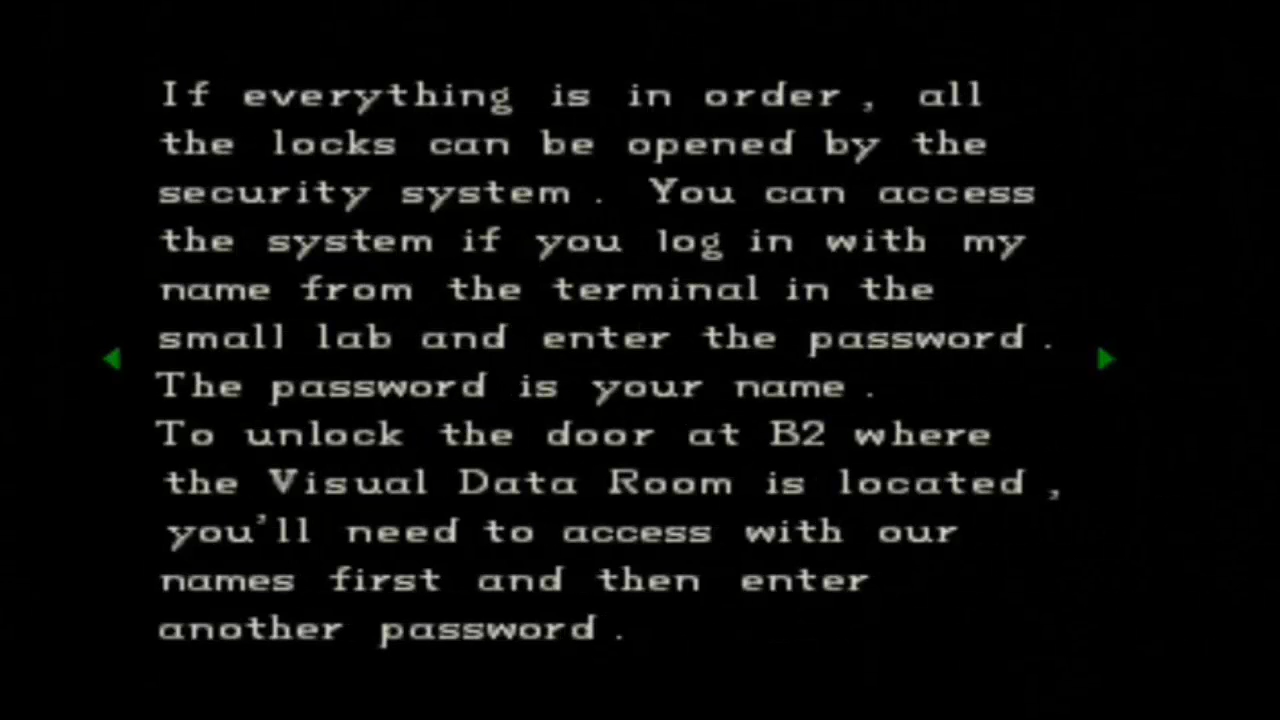 If everything is in order, all
the locks can be opened by the
security system. You can access
the system if you log in with my
name from the terminal in the
small lab and enter the password.
The password is your name.
To unlock the door at B2 where
the Visual Data Room is located,
you'll need to access with our
names first and then enter
another password.